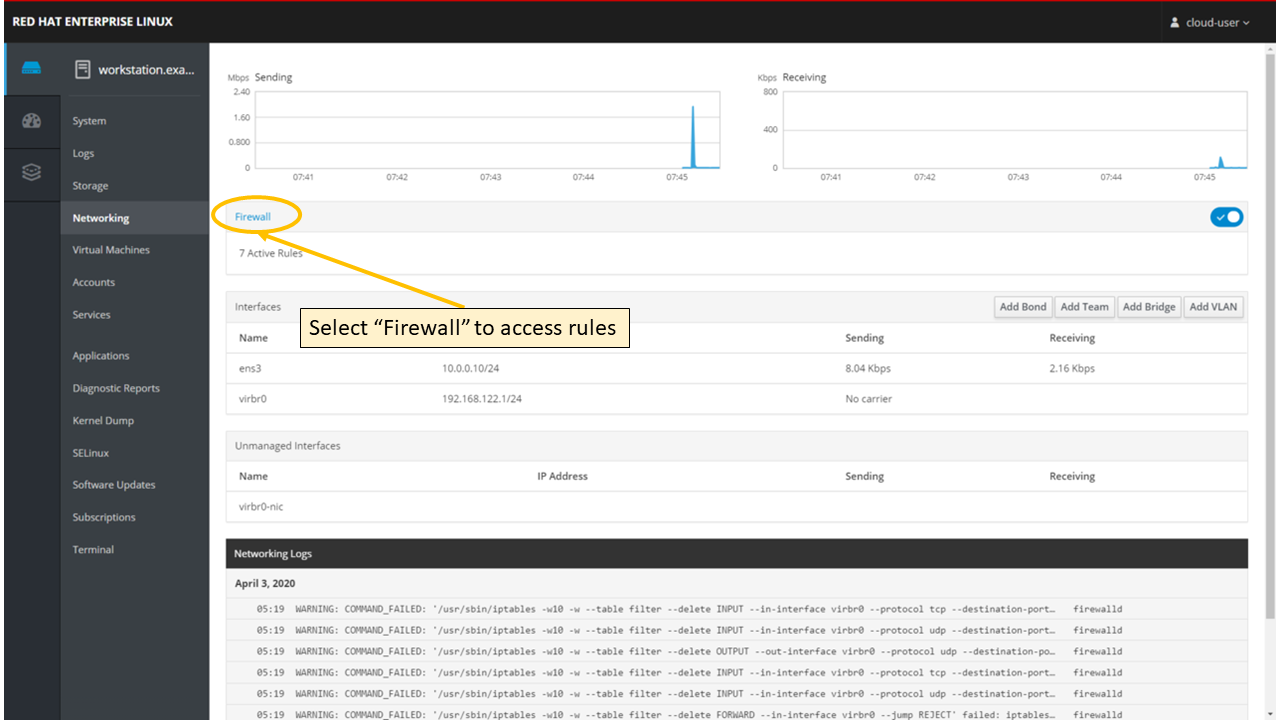 RED HAT ENTERPRISE LINUX
cloud-user
workstation.exa...
System
Logs
Storage
Networking
Virtual Machines
Accounts
Services
Applications
Diagnostic Reports
Kernel Dump
SELinux
Software Updates
Subscriptions
Terminal
Mbps Sending
2.40
1.60
0.800
0
07:41 07:42 07:43 07:44 07:45
Kbps Receiving
800
400
0
07:41 07:42 07:43 07:44 07:45
Firewall
7 Active Rules
Select “Firewall” to access rules
Interfaces Add Bond Add Team Add Bridge Add VLAN
Name Sending Receiving
ens3 10.0.0.10/24 8.04 Kbps 2.16 Kbps
virbr0 192.168.122.1/24 No carrier
Unmanaged Interfaces
Name IP Address Sending Receiving
virbr0-nic
Networking Logs
April 3, 2020
05:19 WARNING: COMMAND_FAILED: '/usr/sbin/iptables -w10 -w --table filter --delete INPUT --in-interface virbr0 --protocol tcp --destination-port… firewalld
05:19 WARNING: COMMAND_FAILED: '/usr/sbin/iptables -w10 -w --table filter --delete INPUT --in-interface virbr0 --protocol udp --destination-port… firewalld
05:19 WARNING: COMMAND_FAILED: '/usr/sbin/iptables -w10 -w --table filter --delete OUTPUT --out-interface virbr0 --protocol udp --destination-po… firewalld
05:19 WARNING: COMMAND_FAILED: '/usr/sbin/iptables -w10 -w --table filter --delete INPUT --in-interface virbr0 --protocol tcp --destination-port… firewalld
05:19 WARNING: COMMAND_FAILED: '/usr/sbin/iptables -w10 -w --table filter --delete INPUT --in-interface virbr0 --protocol udp --destination-port… firewalld
05:19 WARNING: COMMAND_FAILED: '/usr/sbin/iptables -w10 -w --table filter --delete FORWARD --in-interface virbr0 --jump REJECT' failed: iptables… firewalld